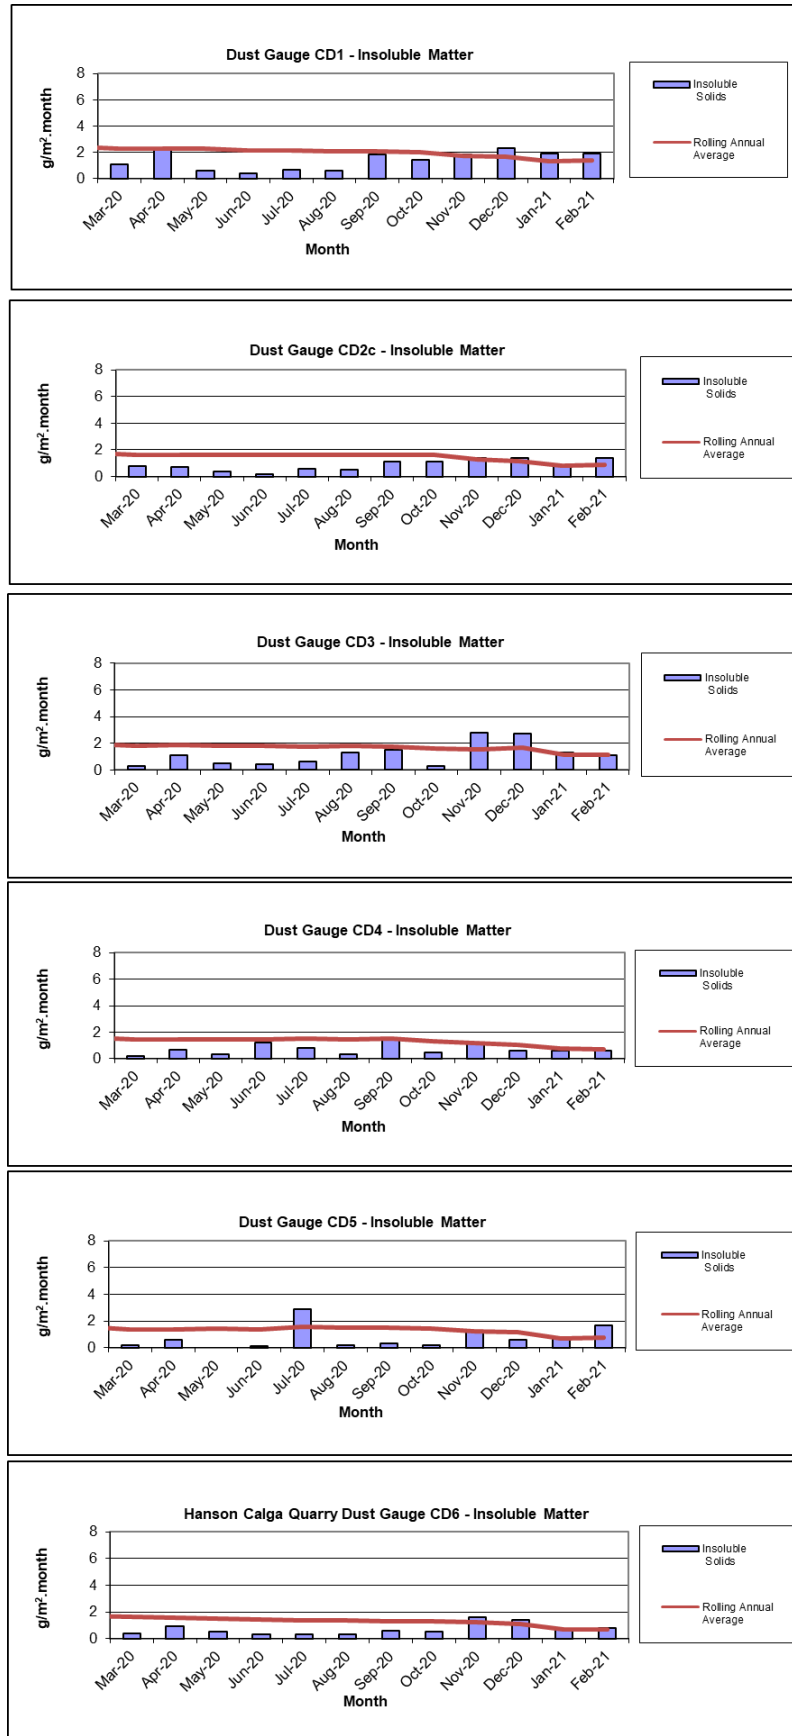 Dust Gauge CD1 - Insoluble Matter
g/m².month
8
6
4
2
0
Mar-20
Apr-20
May-20
Jun-20
Jul-20
Aug-20
Sep-20
Oct-20
Nov-20
Dec-20
Jan-21
Feb-21
Month
Insoluble
Solids
Rolling Annual
Average
Dust Gauge CD2c - Insoluble Matter
g/m².month
8
6
4
2
0
Mar-20
Apr-20
May-20
Jun-20
Jul-20
Aug-20
Sep-20
Oct-20
Nov-20
Dec-20
Jan-21
Feb-21
Month
Insoluble
Solids
Rolling Annual
Average
Dust Gauge CD3 - Insoluble Matter
g/m².month
8
6
4
2
0
Mar-20
Apr-20
May-20
Jun-20
Jul-20
Aug-20
Sep-20
Oct-20
Nov-20
Dec-20
Jan-21
Feb-21
Month
Insoluble
Solids
Rolling Annual
Average
Dust Gauge CD4 - Insoluble Matter
g/m².month
8
6
4
2
0
Mar-20
Apr-20
May-20
Jun-20
Jul-20
Aug-20
Sep-20
Oct-20
Nov-20
Dec-20
Jan-21
Feb-21
Month
Insoluble
Solids
Rolling Annual
Average
Dust Gauge CD5 - Insoluble Matter
g/m².month
8
6
4
2
0
Mar-20
Apr-20
May-20
Jun-20
Jul-20
Aug-20
Sep-20
Oct-20
Nov-20
Dec-20
Jan-21
Feb-21
Month
Insoluble
Solids
Rolling Annual
Average
Hanson Calga Quarry Dust Gauge CD6 - Insoluble Matter
g/m².month
8
6
4
2
0
Mar-20
Apr-20
May-20
Jun-20
Jul-20
Aug-20
Sep-20
Oct-20
Nov-20
Dec-20
Jan-21
Feb-21
Month
Insoluble
Solids
Rolling Annual
Average